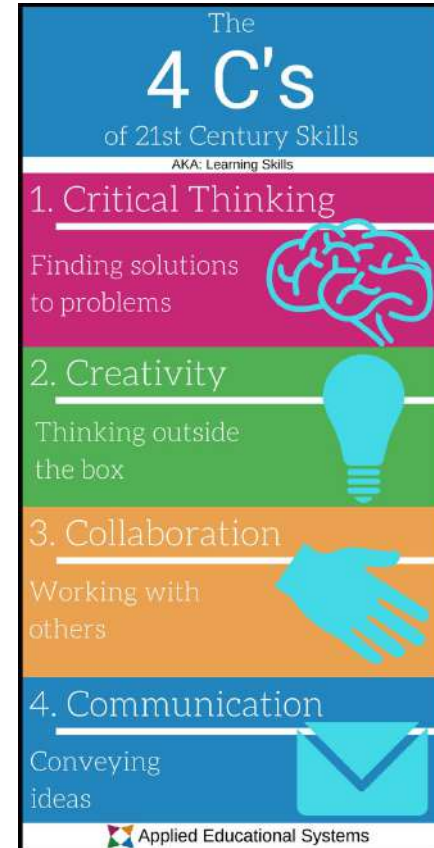 The
4 C's
of 21st Century Skills
AKA: Learning Skills
1. Critical Thinking
Finding solutions
to problems
2. Creativity
Thinking outside
the box
3. Collaboration
Working with
others
4. Communication
Conveying
ideas
Applied Educational Systems